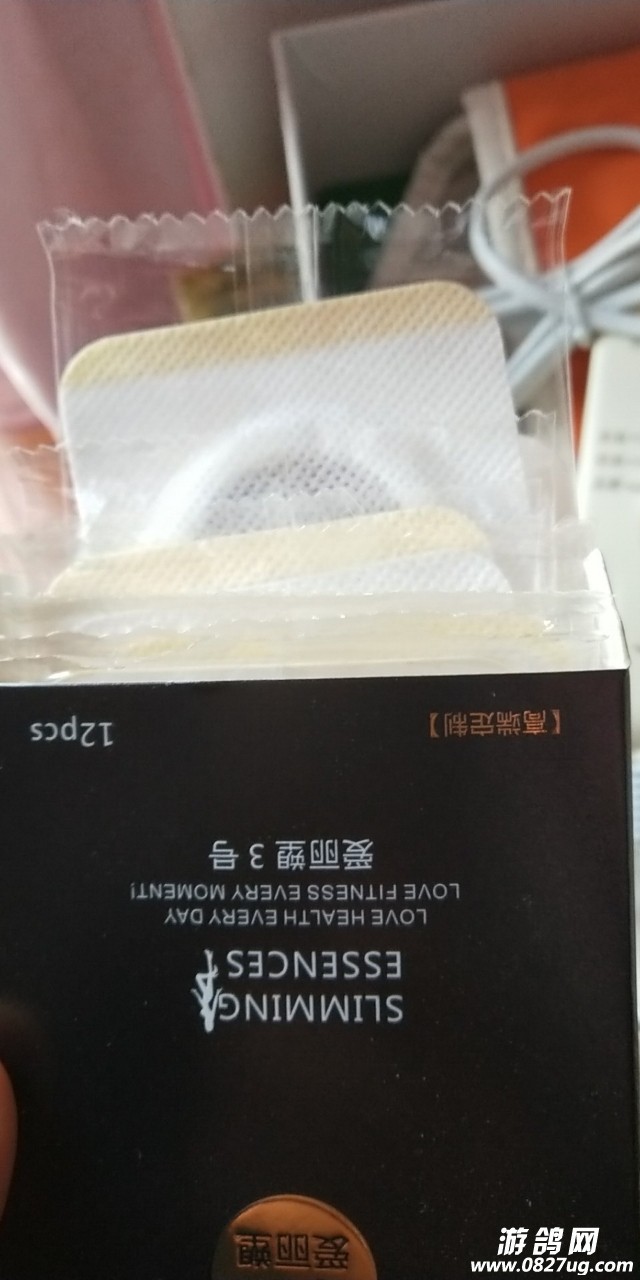 爱丽塑
SLIMMING
ESSENCES
LOVE HEALTH EVERY DAY
LOVE FITNESS EVERY MOMENT!
爱丽塑 3 号
【高端定制】
12pcs
游鸽网
www.0827ug.com